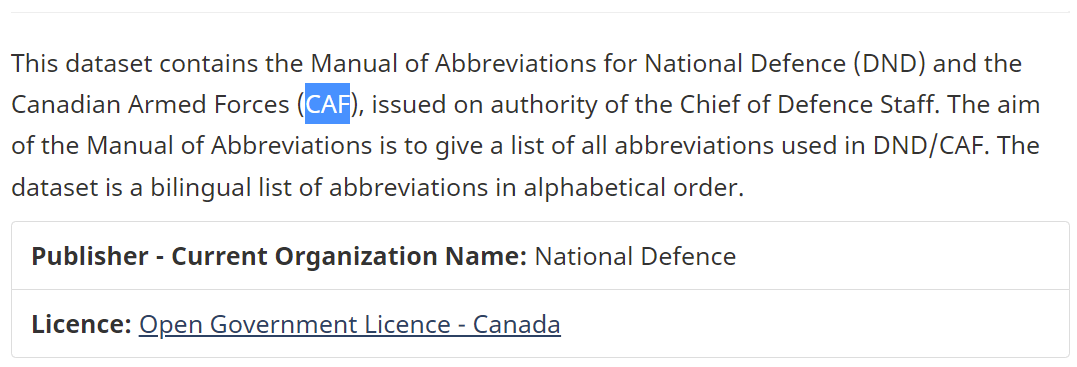 This dataset contains the Manual of Abbreviations for National Defence (DND) and the
Canadian Armed Forces (CAF), issued on authority of the Chief of Defence Staff. The aim
of the Manual of Abbreviations is to give a list of all abbreviations used in DND/CAF. The
dataset is a bilingual list of abbreviations in alphabetical order.
Publisher - Current Organization Name: National Defence
Licence: Open Government Licence - Canada